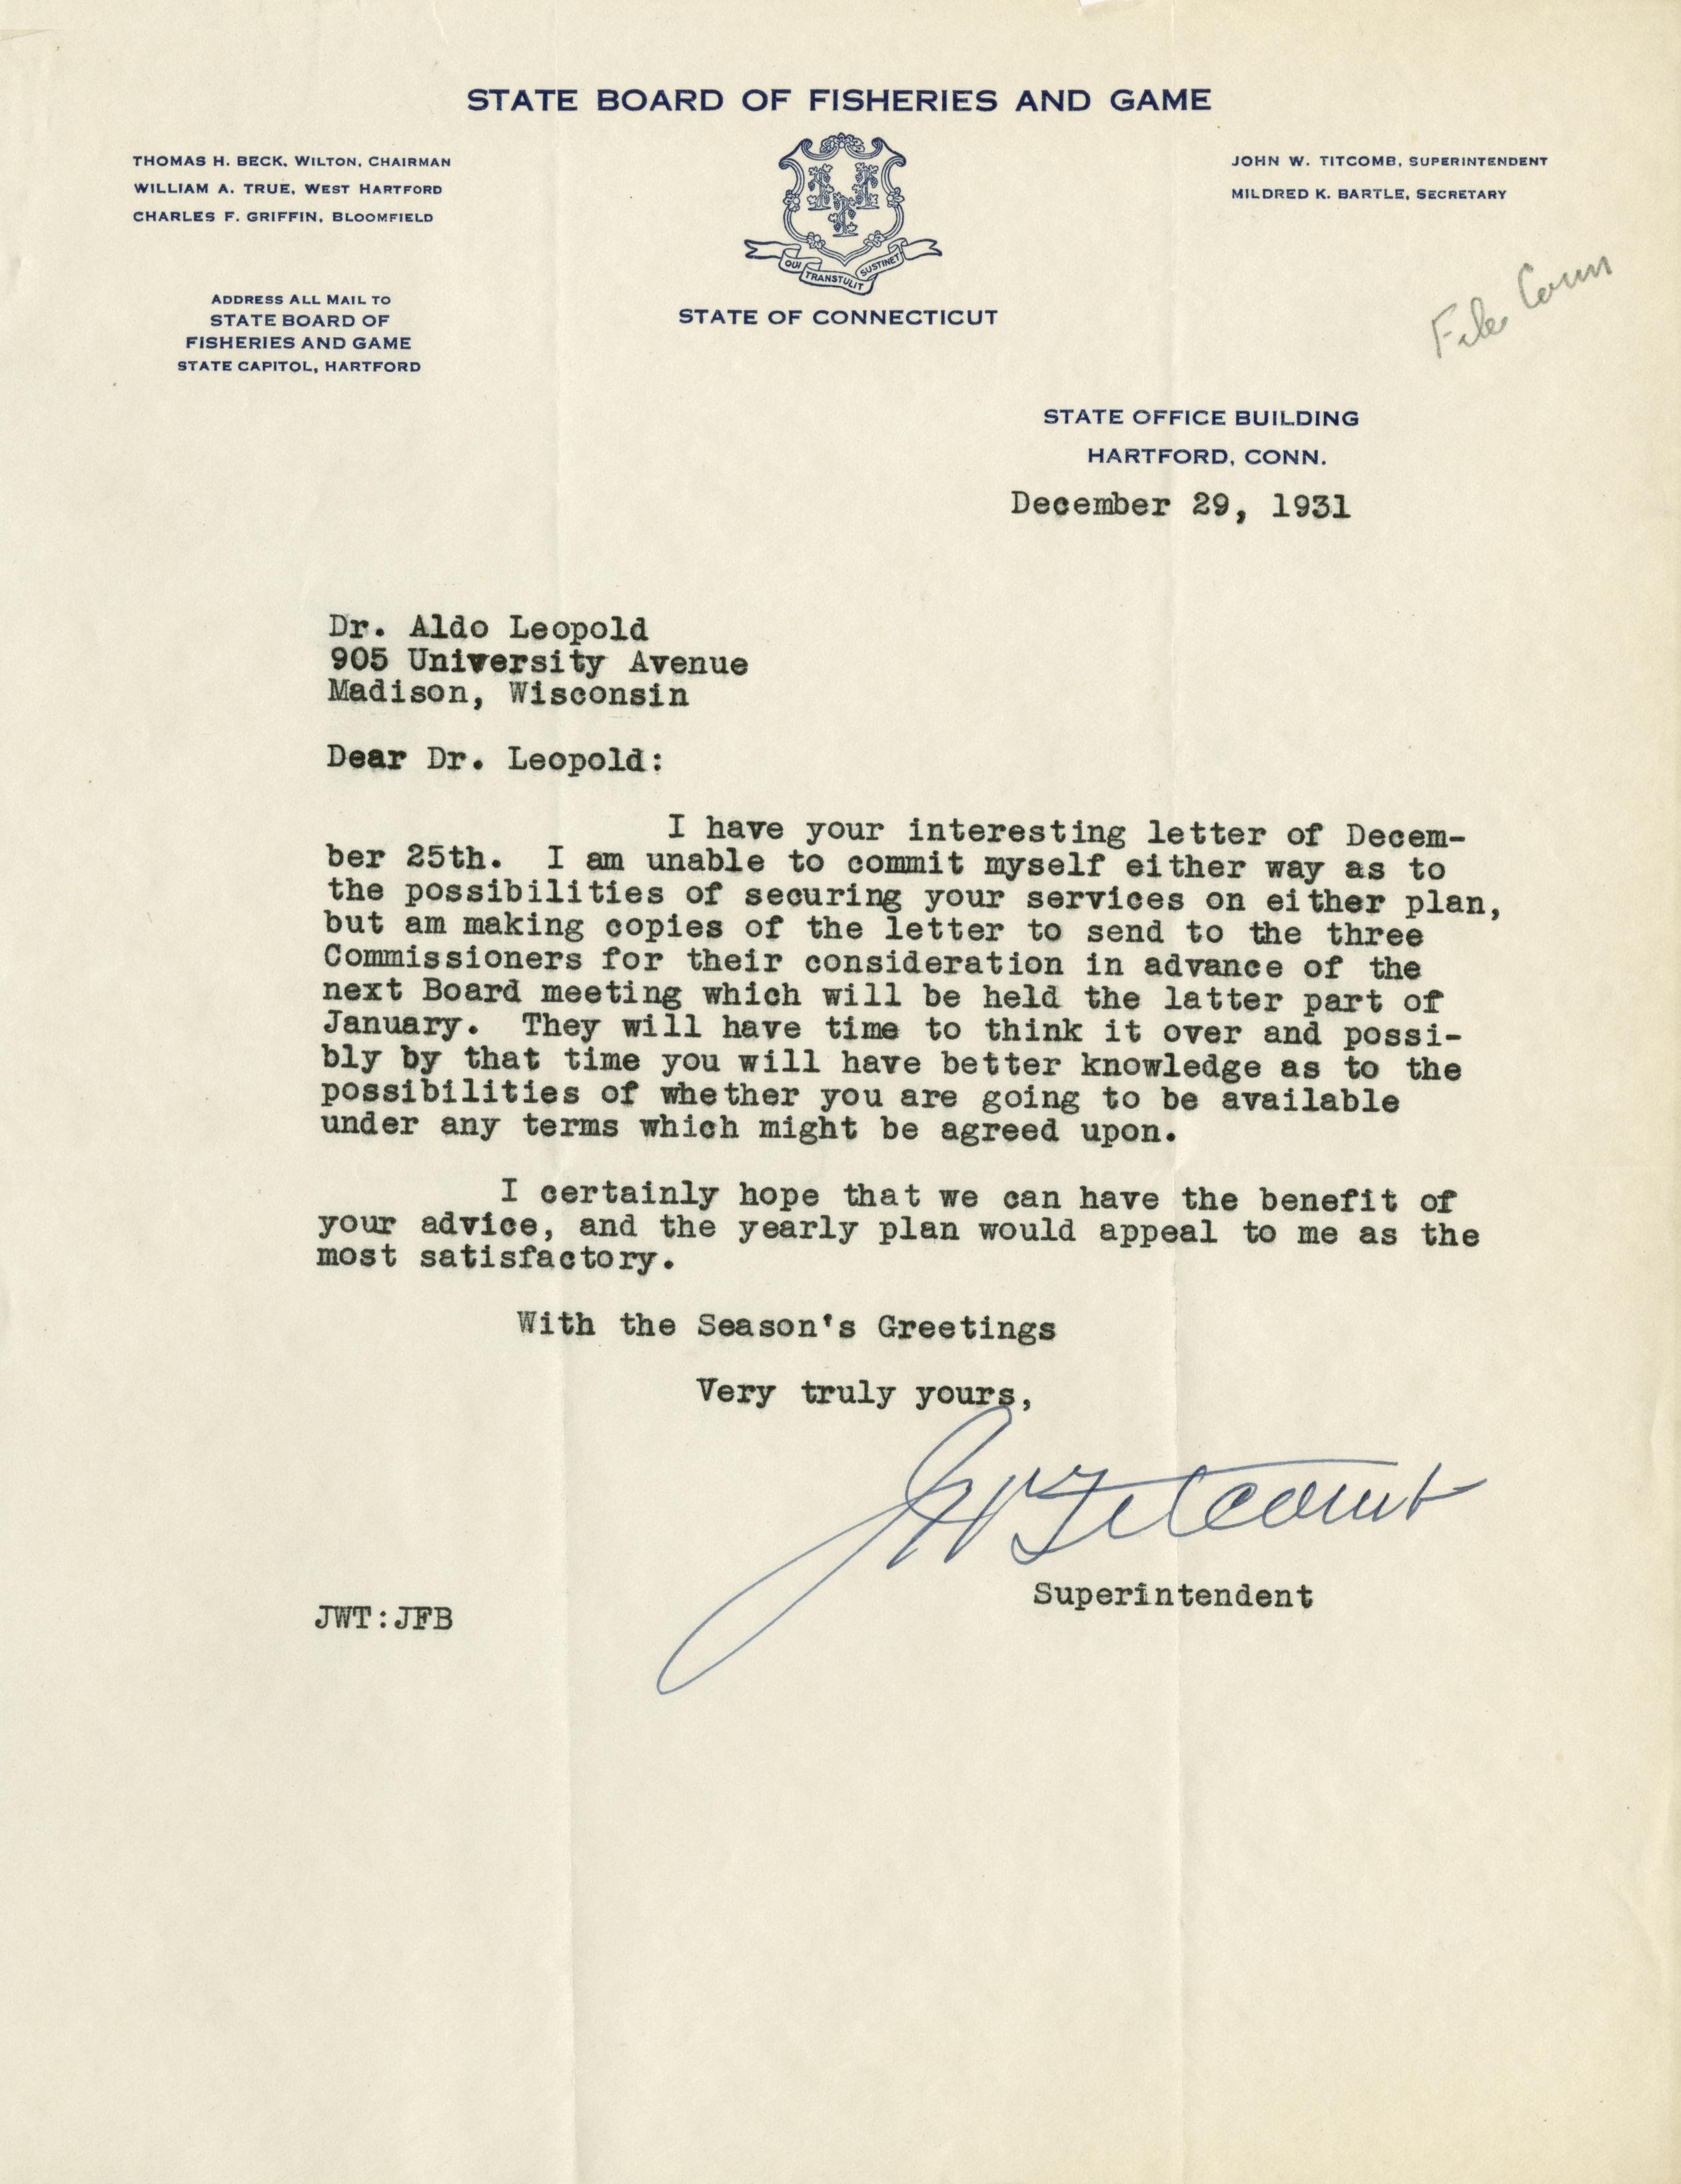 STATE BOARD OF FISHERIES AND GAME
THOMAS H. BECK, WILTON, CHAIRMAN
WILLIAM A. TRUE, WEST HARTFORD
CHARLES F. GRIFFIN, BLOOMFIELD
JOHN W. TITCOMB, SUPERINTENDENT
MILDRED K. BARTLE, SECRETARY
QUI TRANSTULIT SUSTINET
ADDRESS ALL MAIL TO
STATE BOARD OF
FISHERIES AND GAME
STATE CAPITOL, HARTFORD
STATE OF CONNECTICUT
File Conn
STATE OFFICE BUILDING
HARTFORD, CONN.
December 29, 1931
Dr. Aldo Leopold
905 University Avenue
Madison, Wisconsin
Dear Dr. Leopold:
I have your interesting letter of Decem-
ber 25th. I am unable to commit myself either way as to
the possibilities of securing your services on either plan,
but am making copies of the letter to send to the three
Commissioners for their consideration in advance of the
next Board meeting which will be held the latter part of
January. They will have time to think it over and possi-
bly by that time you will have better knowledge as to the
possibilities of whether you are going to be available
under any terms which might be agreed upon.
I certainly hope that we can have the benefit of
your advice, and the yearly plan would appeal to me as the
most satisfactory.
With the Season's Greetings
Very truly yours,
JWTitcomb
Superintendent
JWT:JFB